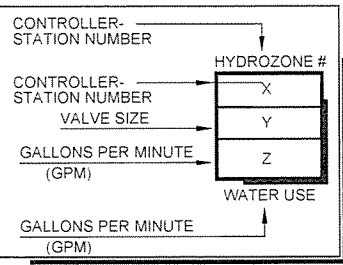 CONTROLLER-
STATION NUMBER
HYDROZONE #
CONTROLLER-
STATION NUMBER
X
VALVE SIZE
Y
GALLONS PER MINUTE
(GPM)
Z
WATER USE
GALLONS PER MINUTE
(GPM)